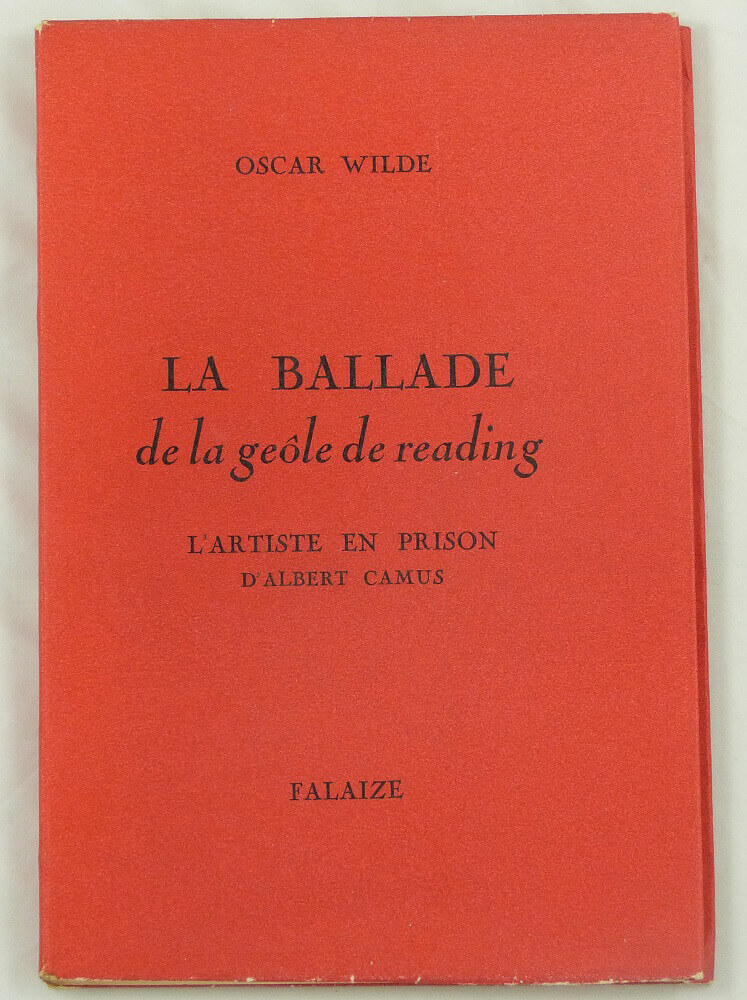 OSCAR WILDE
LA BALLADE
de la geôle de reading
L'ARTISTE EN PRISON
D'ALBERT CAMUS
FALAIZE